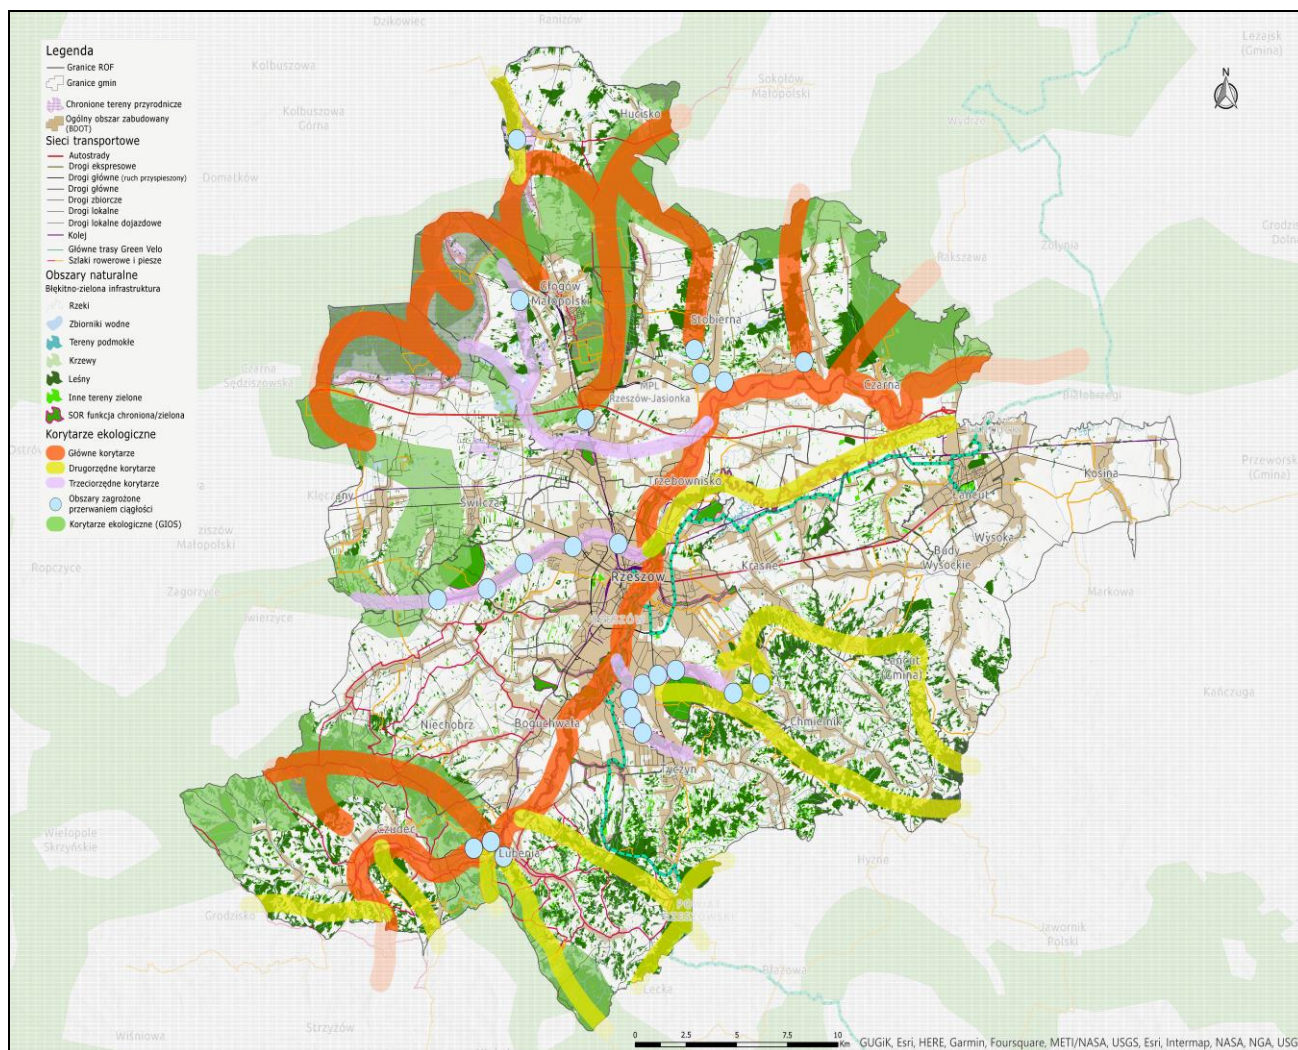 Legenda
Granice ROF
Granice gmin
Chronione tereny przyrodnicze
Ogólny obszar zabudowany
(BDOT)
Sieci transportowe
Autostrady
Drogi ekspresowe
Drogi główne (ruch przyspieszony)
Drogi główne
Drogi zbiorcze
Drogi lokalne
Drogi lokalne dojazdowe
Kolej
Główne trasy Green Velo
Szlaki rowerowe i piesze
Obszary naturalne
Błękitno-zielona infrastruktura
Rzeki
Zbiorniki wodne
Tereny podmokłe
Krzewy
Leśny
Inne tereny zielone
SOR funkcja chroniona/zielona
Korytarze ekologiczne
Główne korytarze
Drugorzędne korytarze
Trzeciorzędne korytarze
Obszary zagrożone
przerwaniem ciągłości
Korytarze ekologiczne (GIOS)
Dzikowiec
Raniżów
Leżajsk
(Gmina)
Kolbuszowa
Sokołów
Małopolski
N
Kolbuszowa
Górna
Hucisko
Domatków
Grodzis
Dolna
Żołynia
Rakszawa
Głogów
Małopolski
Stobierna
Czarna
Sędziszowska
MPL
Rzeszów-Jasionka
Czarna
Białobrzegi
Ostró
Trzebownisko
Kosina
Przeworsk
(Gmina)
Klęczany
Świlcza
Łańcut
Małopolski
Wysoka
Ropczyce
Rzeszów
Krasne
Budy
Wysockie
Zagorzyce
Iwierzyce
Markowa
Łańcut
(Gmina)
Kańczuga
Niechobrz
Boguchwała
Chmielnik
Tyczyn
Wielopole
Skrzyńskie
Czudec
Lubenia
Hyżne
Grodzisko
Jawornik
Polski
Błażowa
Lecka
Strzyżów
Wiśniowa
0 2.5 5 7.5 10
Km
GUGiK, Esri, HERE, Garmin, Foursquare, METI/NASA, USGS, Esri, Intermap, NASA, NGA, USG